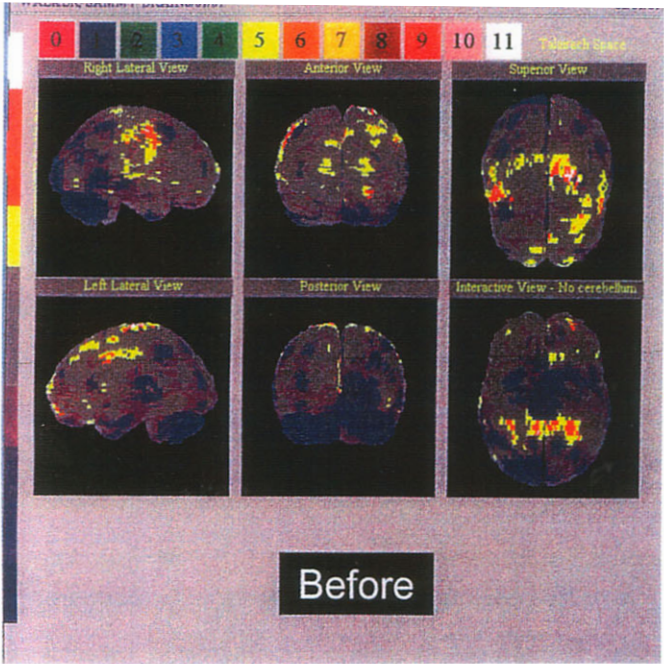 0 1 2 3 4 5 6 7 8 9 10 11 Talairach Space
Right Lateral View Anterior View Superior View
Left Lateral View Posterior View Interactive View - No cerebellum
Before